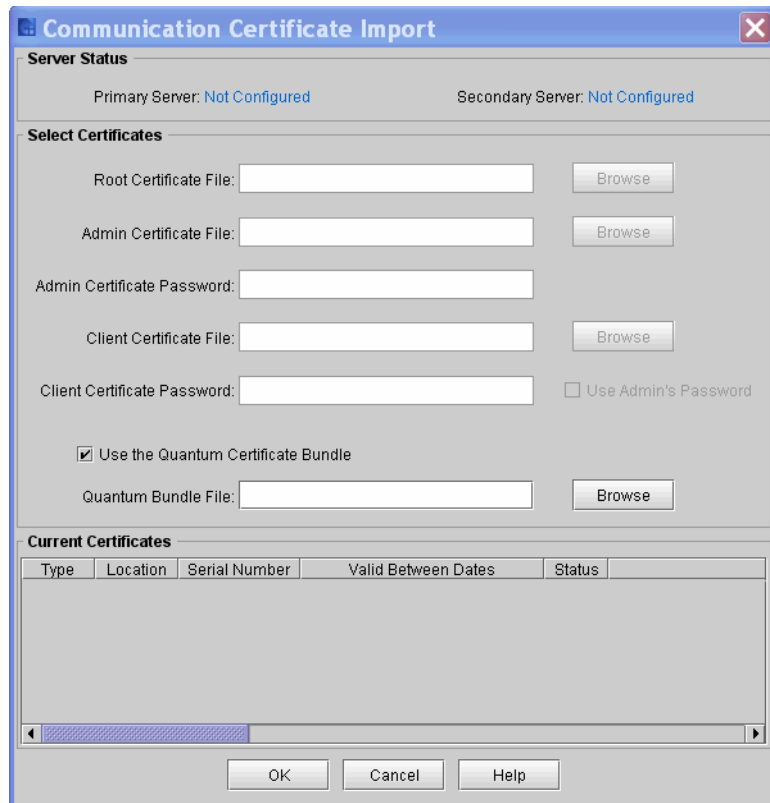 Communication Certificate Import
Server Status
Primary Server: Not Configured Secondary Server: Not Configured
Select Certificates
Root Certificate File: Browse
Admin Certificate File: Browse
Admin Certificate Password:
Client Certificate File: Browse
Client Certificate Password: Use Admin's Password
Use the Quantum Certificate Bundle
Quantum Bundle File: Browse
Current Certificates
Type Location Serial Number Valid Between Dates Status
OK Cancel Help